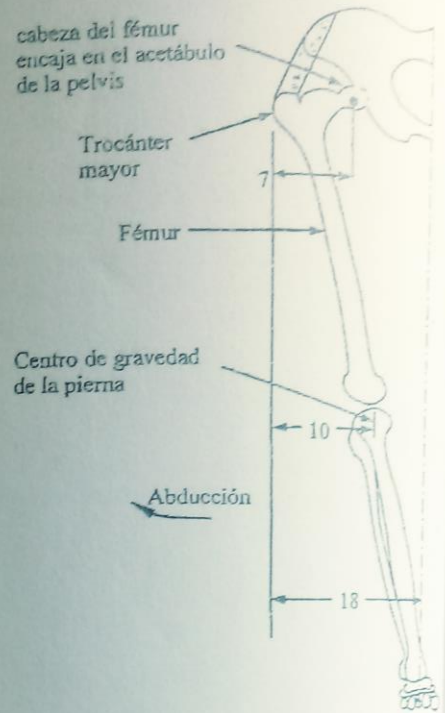 cabeza del fémur
encaja en el acetábulo
de la pelvis
Trocánter
mayor
7
Fémur
Centro de gravedad
de la pierna
10
Abducción
18